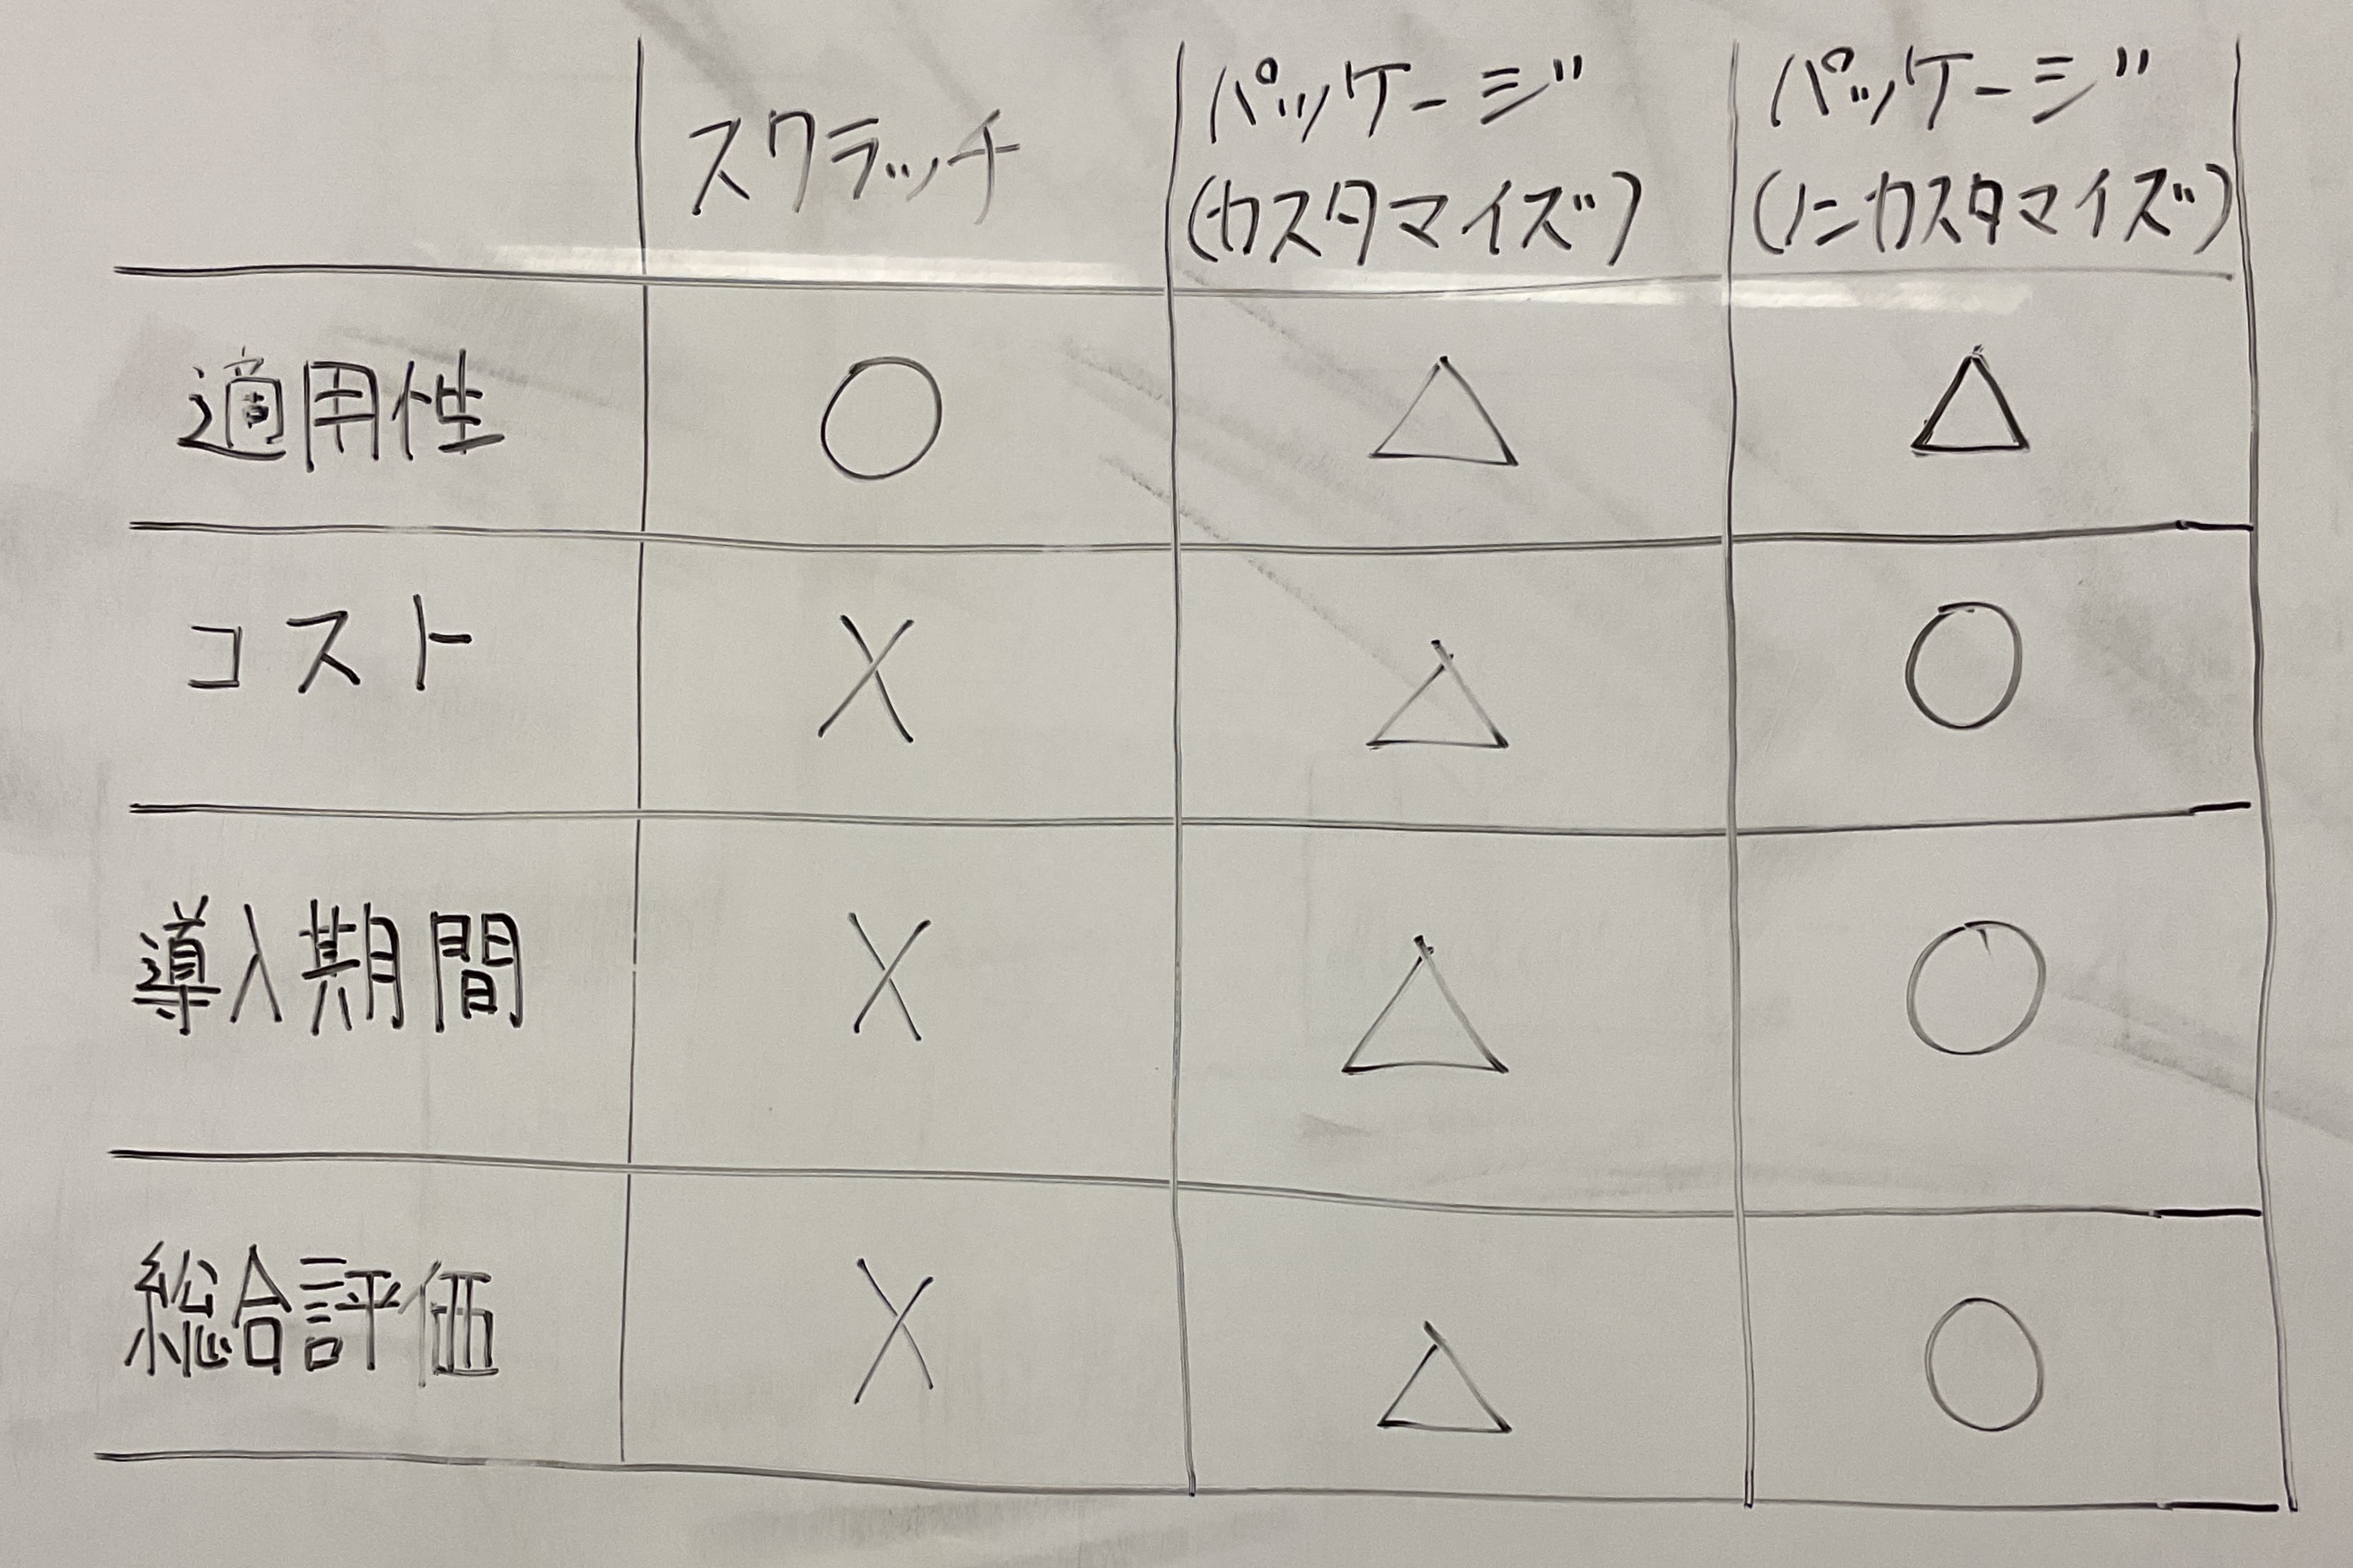 スクラッチ パッケージ パッケージ
(カスタマイズ) (ノンカスタマイズ)
適用性 ○ △ △
コスト × △ ○
導入期間 × △ ○
総合評価 × △ ○